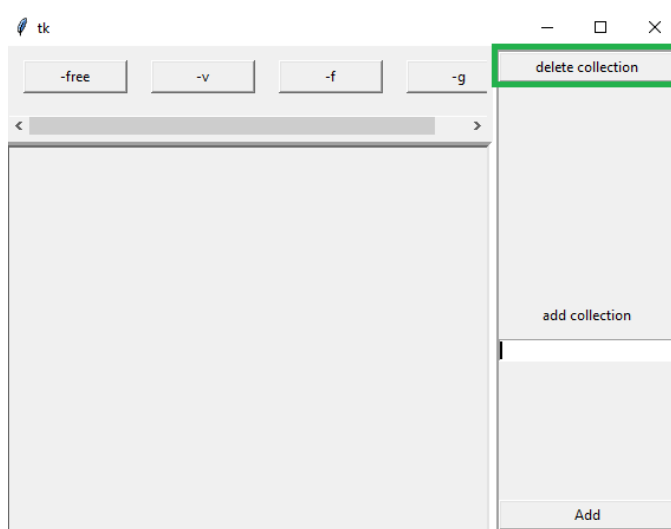 tk
-free -v -f -g
delete collection
add collection
Add